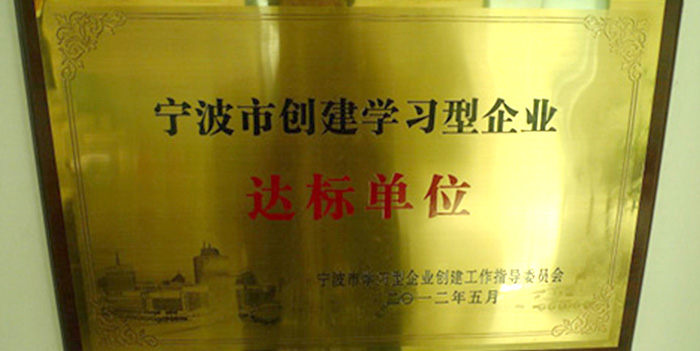 宁波市创建学习型企业
达标单位
宁波市学习型企业创建工作指导委员会
二〇一二年五月